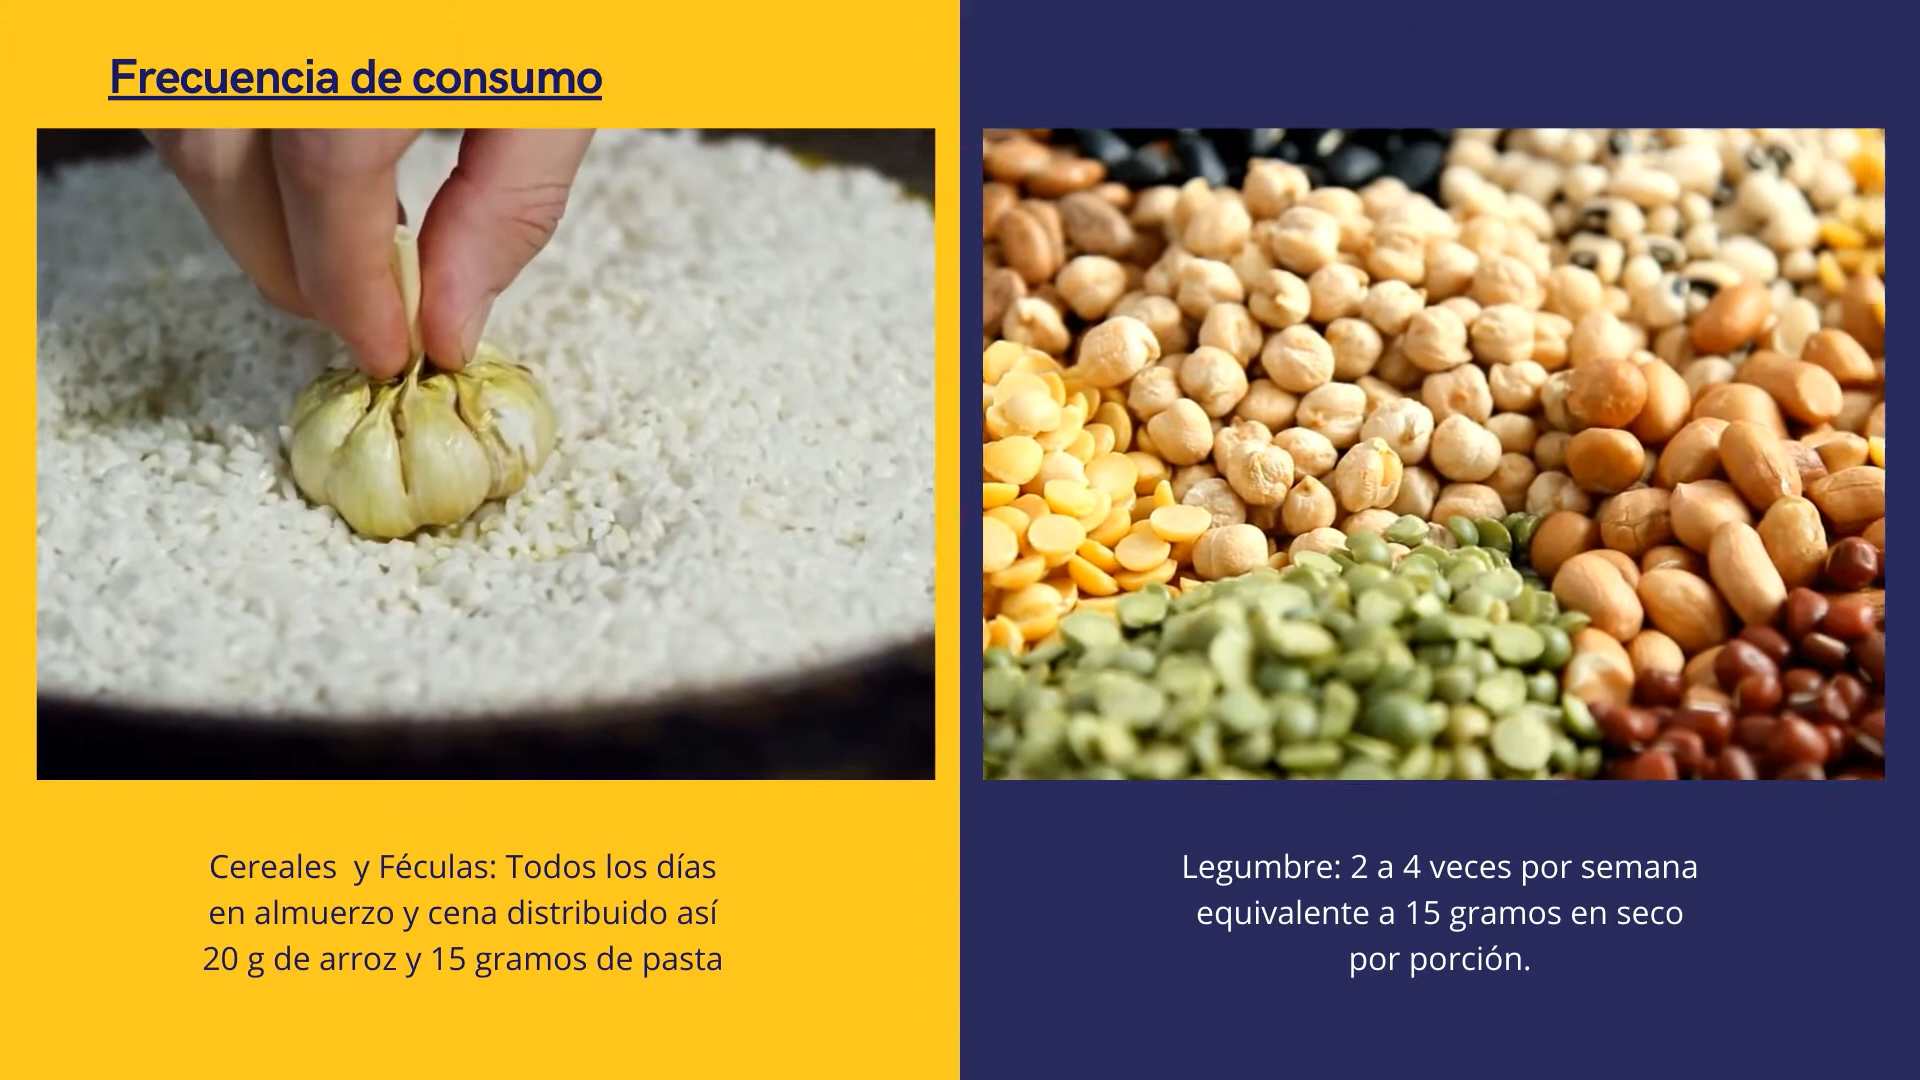 Frecuencia de consumo
Cereales  y Féculas: Todos los días
en almuerzo y cena distribuido así
20 g de arroz y 15 gramos de pasta
Legumbre: 2 a 4 veces por semana
equivalente a 15 gramos en seco
por porción.